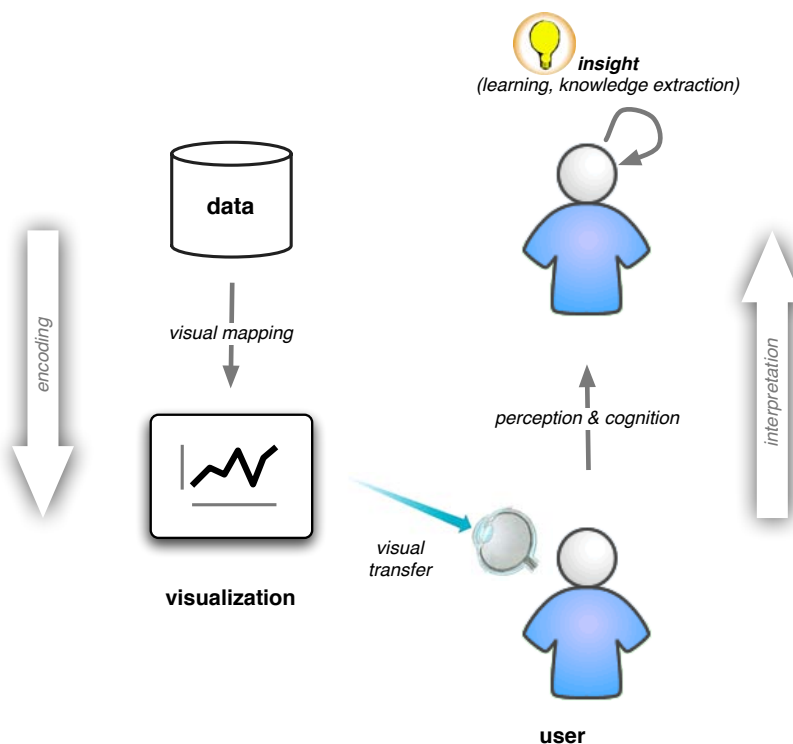 insight
(learning, knowledge extraction)
data
encoding
visual mapping
interpretation
perception & cognition
visual
transfer
visualization
user